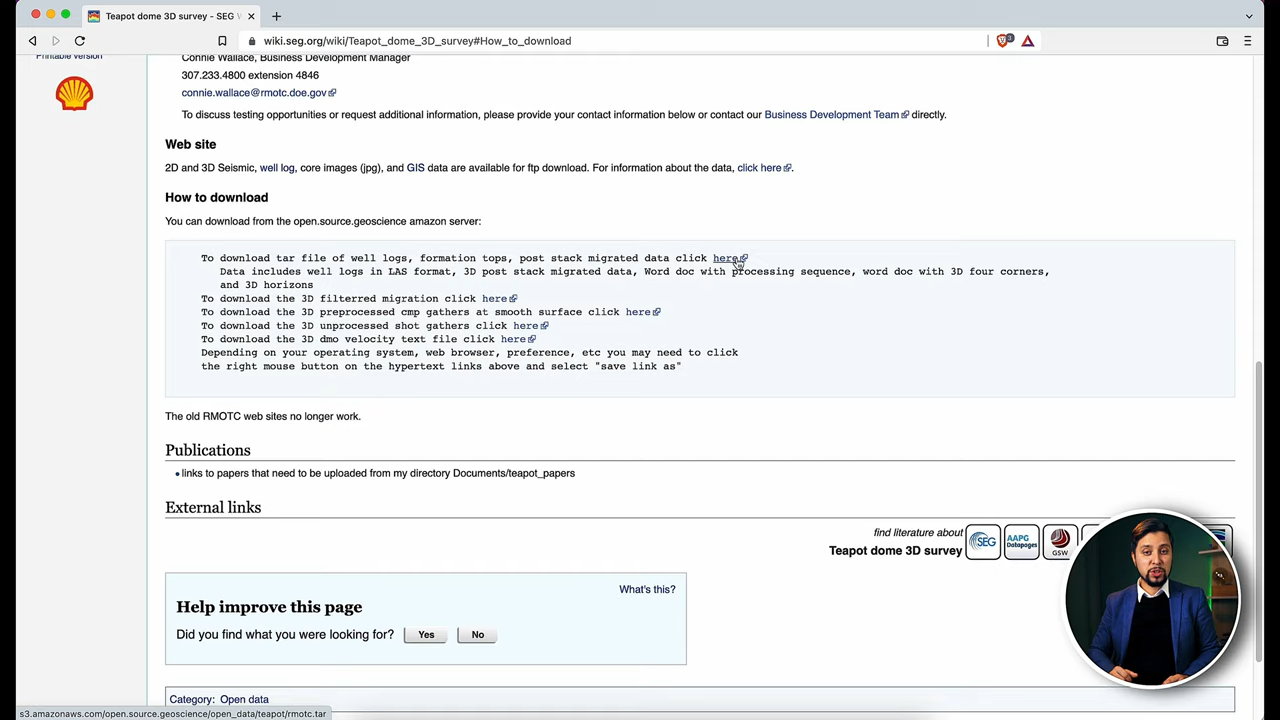 Teapot dome 3D survey - SEG W
wiki.seg.org/wiki/Teapot_dome_3D_survey#How_to_download
3
Printable version
Connie Wallace, Business Development Manager
307.233.4800 extension 4846
connie.wallace@rmotc.doe.gov
To discuss testing opportunities or request additional information, please provide your contact information below or contact our Business Development Team directly.
Web site
2D and 3D Seismic, well log, core images (jpg), and GIS data are available for ftp download. For information about the data, click here.
How to download
You can download from the open.source.geoscience amazon server:
To download tar file of well logs, formation tops, post stack migrated data click here
Data includes well logs in LAS format, 3D post stack migrated data, Word doc with processing sequence, word doc with 3D four corners,
and 3D horizons
To download the 3D filterred migration click here
To download the 3D preprocessed cmp gathers at smooth surface click here
To download the 3D unprocessed shot gathers click here
To download the 3D dmo velocity text file click here
Depending on your operating system, web browser, preference, etc you may need to click
the right mouse button on the hypertext links above and select "save link as"
The old RMOTC web sites no longer work.
Publications
links to papers that need to be uploaded from my directory Documents/teapot_papers
External links
find literature about
Teapot dome 3D survey
SEG
AAPG
Datapages
GSW
What's this?
Help improve this page
Did you find what you were looking for? Yes No
Category: Open data
s3.amazonaws.com/open.source.geoscience/open_data/teapot/rmotc.tar